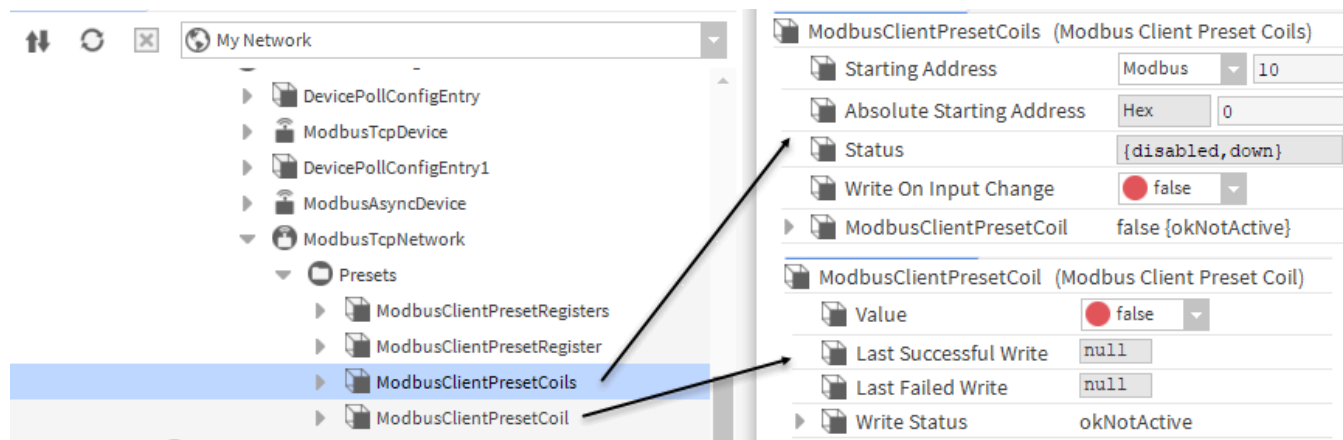 My Network
DevicePollConfigEntry
ModbusTcpDevice
DevicePollConfigEntry1
ModbusAsyncDevice
ModbusTcpNetwork
Presets
ModbusClientPresetRegisters
ModbusClientPresetRegister
ModbusClientPresetCoils
ModbusClientPresetCoil
ModbusClientPresetCoils (Modbus Client Preset Coils)
Starting Address Modbus 10
Absolute Starting Address Hex 0
Status {disabled,down}
Write On Input Change false
ModbusClientPresetCoil false {okNotActive}
ModbusClientPresetCoil (Modbus Client Preset Coil)
Value false
Last Successful Write null
Last Failed Write null
Write Status okNotActive